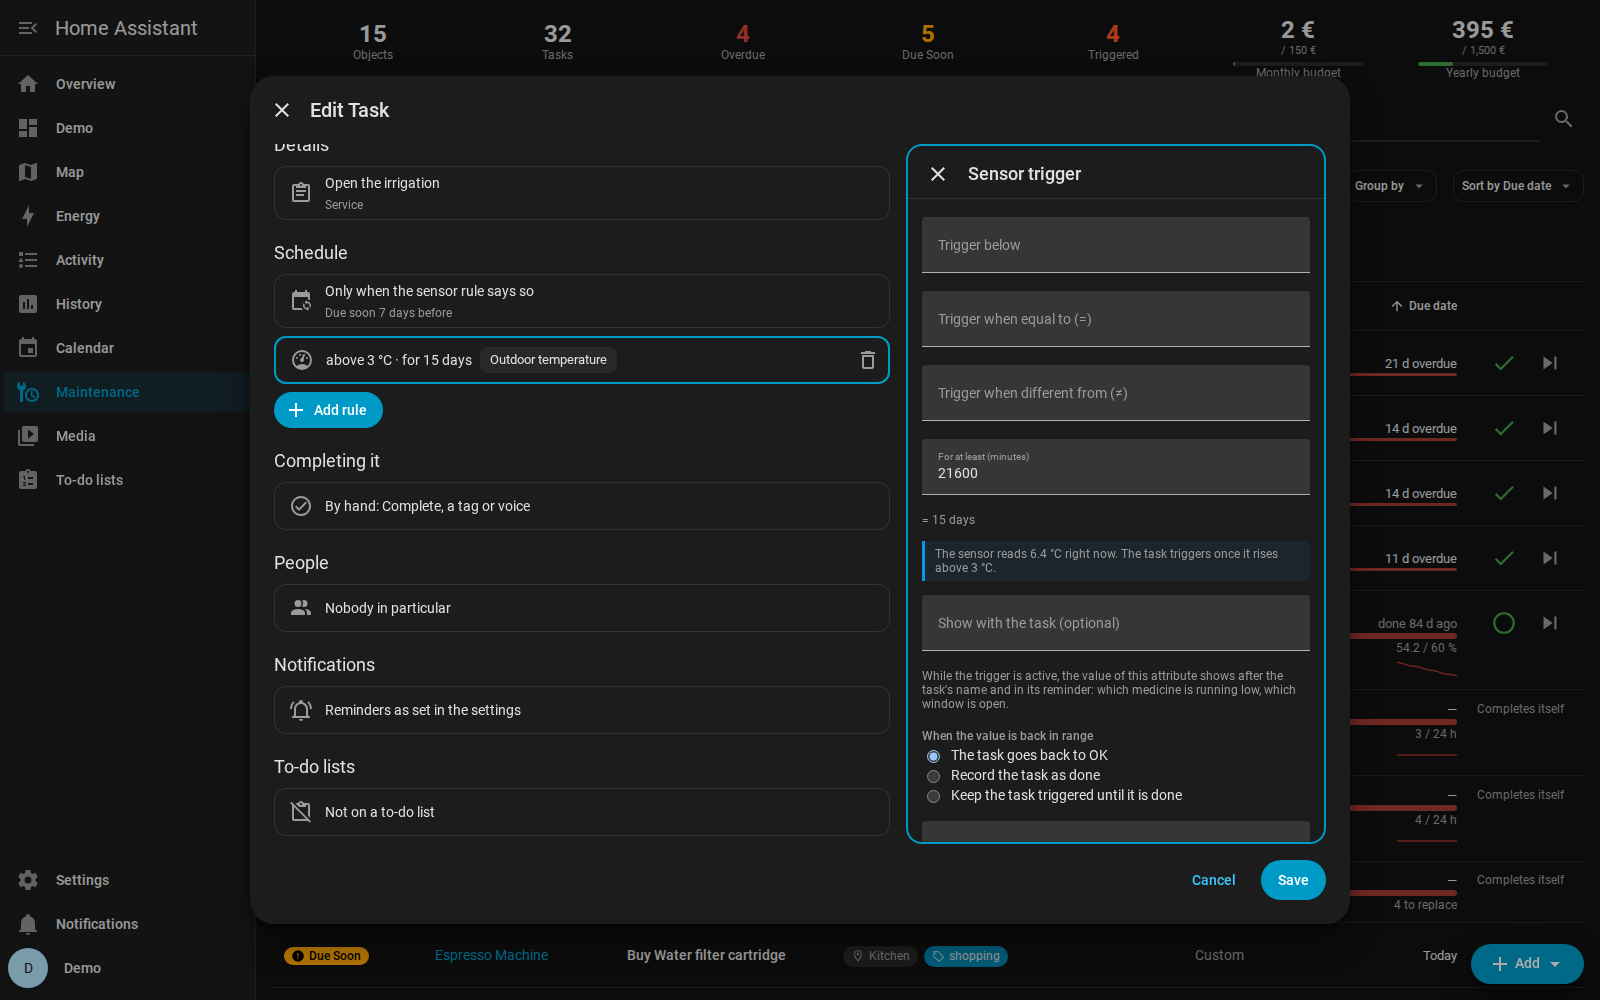 Home Assistant
Overview
Demo
Map
Energy
Activity
History
Calendar
Maintenance
Media
To-do lists
Settings
Notifications
D
Demo
15
Objects
32
Tasks
4
Overdue
5
Due Soon
4
Triggered
2 €
/ 150 €
Monthly budget
395 €
/ 1,500 €
Yearly budget
Group by
Sort by Due date
Due date
21 d overdue
14 d overdue
14 d overdue
11 d overdue
done 84 d ago
54.2 / 60 %
—
Completes itself
3 / 24 h
—
Completes itself
4 / 24 h
—
Completes itself
4 to replace
Due Soon
Espresso Machine
Buy Water filter cartridge
Kitchen
shopping
Custom
Today
Add
Edit Task
Details
Open the irrigation
Service
Schedule
Only when the sensor rule says so
Due soon 7 days before
above 3 °C · for 15 days
Outdoor temperature
Add rule
Completing it
By hand: Complete, a tag or voice
People
Nobody in particular
Notifications
Reminders as set in the settings
To-do lists
Not on a to-do list
Sensor trigger
Trigger below
Trigger when equal to (=)
Trigger when different from (≠)
For at least (minutes)
21600
= 15 days
The sensor reads 6.4 °C right now. The task triggers once it rises
above 3 °C.
Show with the task (optional)
While the trigger is active, the value of this attribute shows after the
task's name and in its reminder: which medicine is running low, which
window is open.
When the value is back in range
The task goes back to OK
Record the task as done
Keep the task triggered until it is done
Cancel
Save